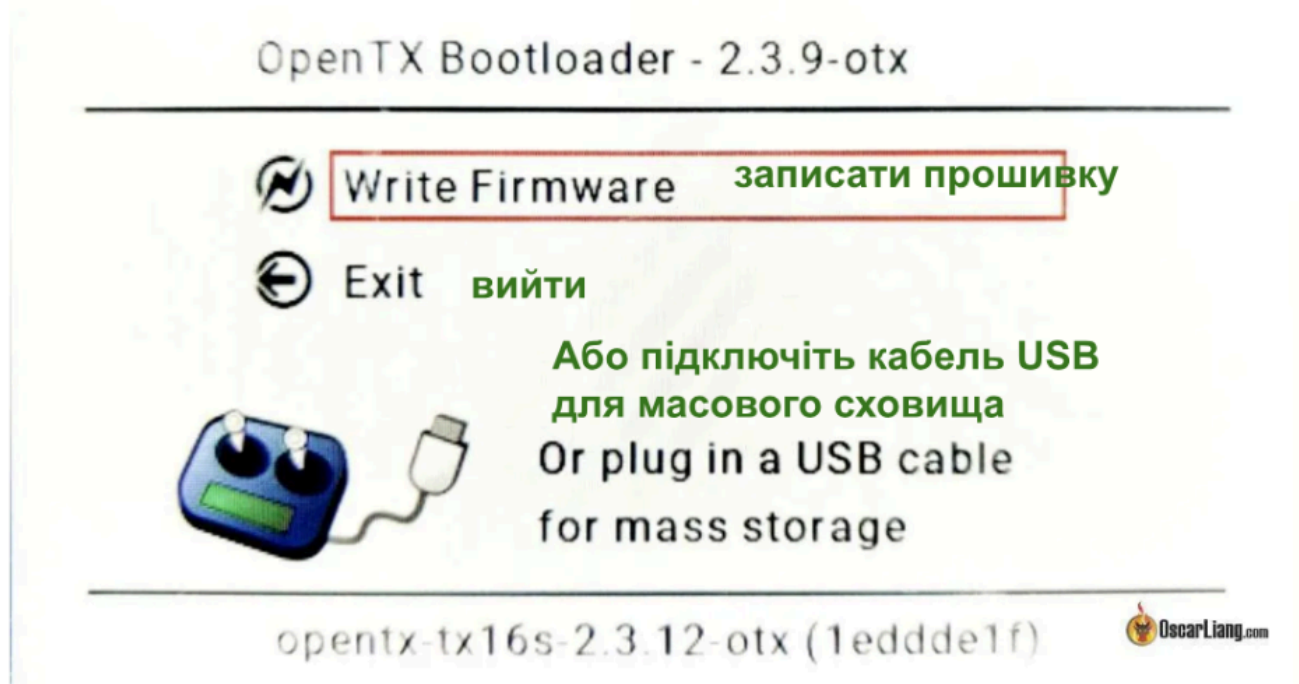 OpenTX Bootloader - 2.3.9-otx
Write Firmware записати прошивку
Exit вийти
Або підключіть кабель USB
для масового сховища
Or plug in a USB cable
for mass storage
opentx-tx16s-2.3.12-otx (1eddde1f)
OscarLiang.com